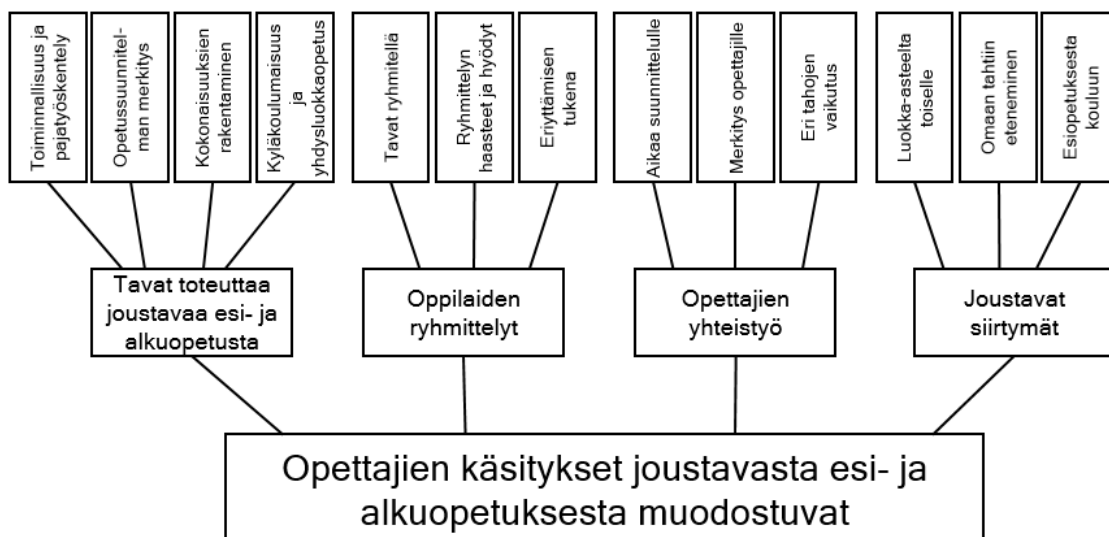 Toiminnallisuus ja
pajatyöskentely
Opetussuunnitel-
man merkitys
Kokonaisuuksien
rakentaminen
Kyläkoulumaisuus
ja
yhdysluokkaopetus
Tavat ryhmitellä
Ryhmittelyn
haasteet ja hyödyt
Eriyttämisen
tukena
Aikaa suunnittelulle
Merkitys opettajille
Eri tahojen
vaikutus
Luokka-asteelta
toiselle
Omaan tahtiin
eteneminen
Esiopetuksesta
kouluun
Tavat toteuttaa
joustavaa esi- ja
alkuopetusta
Oppilaiden
ryhmittelyt
Opettajien
yhteistyö
Joustavat
siirtymät
Opettajien käsitykset joustavasta esi- ja
alkuopetuksesta muodostuvat